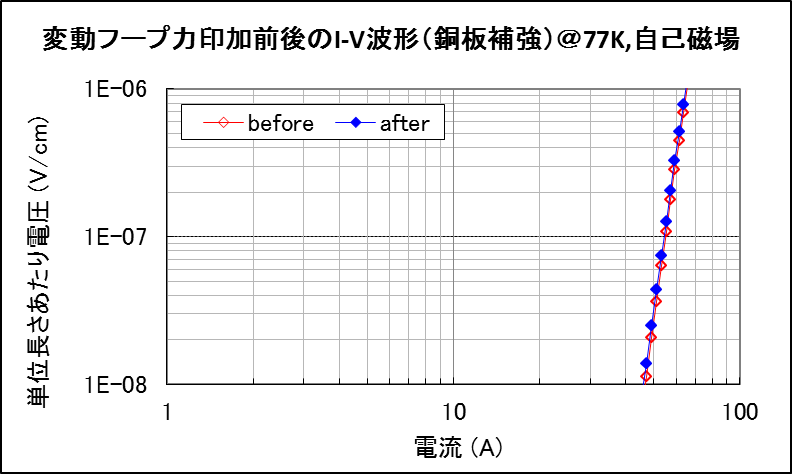 変動フープ力印加前後のI-V波形（銅板補強）＠77K,自己磁場
1E-06
before
after
1E-07
単位長さあたり電圧 (V/cm)
1E-08
1
10
100
電流 (A)